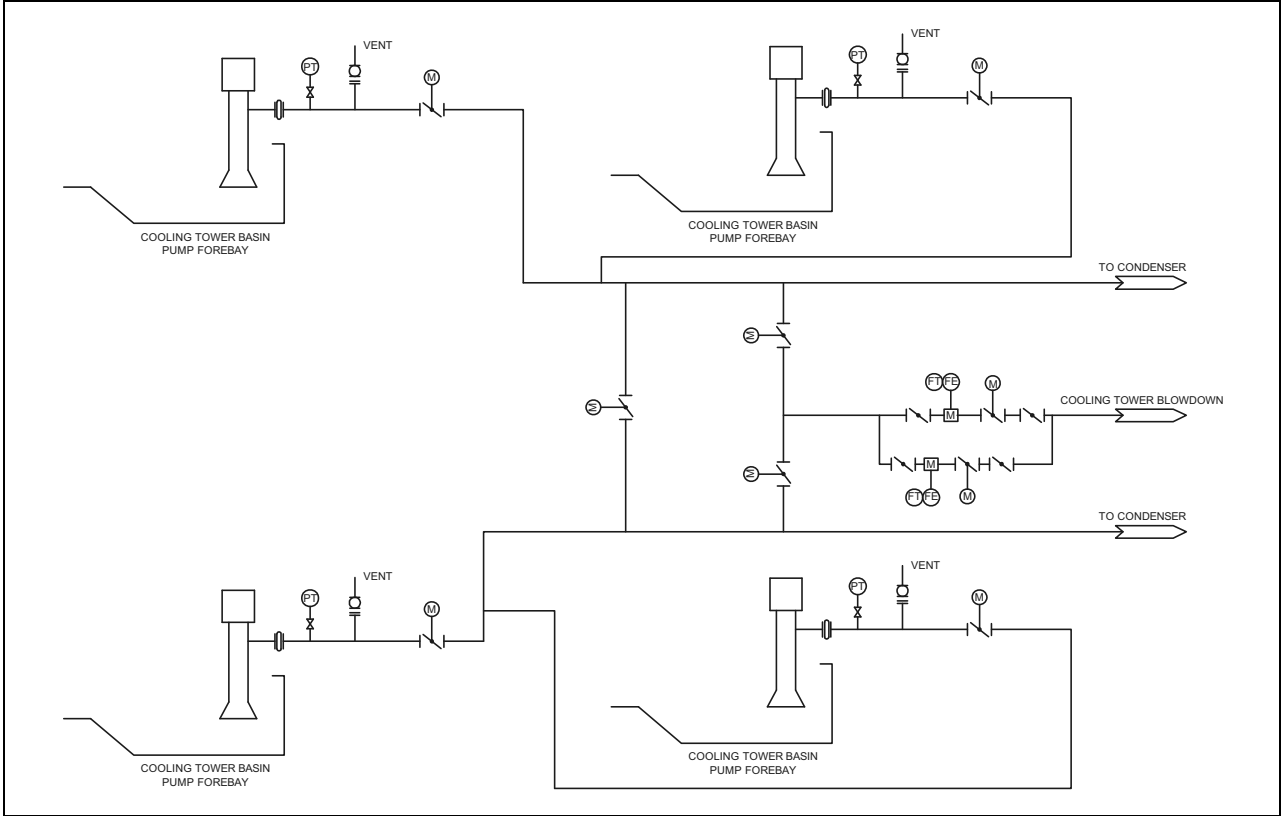 VENT
VENT
PT
M
PT
M
COOLING TOWER BASIN
PUMP FOREBAY
COOLING TOWER BASIN
PUMP FOREBAY
TO CONDENSER
M
M
FT FE
M
COOLING TOWER BLOWDOWN
M
M
M
FT FE
M
TO CONDENSER
VENT
VENT
PT
M
PT
M
COOLING TOWER BASIN
PUMP FOREBAY
COOLING TOWER BASIN
PUMP FOREBAY